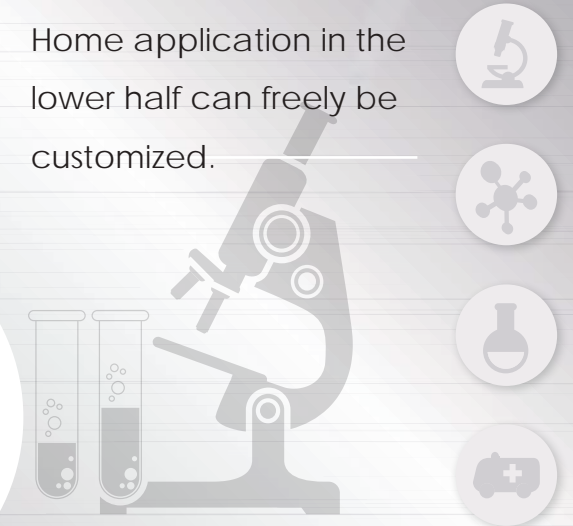 Home application in the
lower half can freely be
customized.